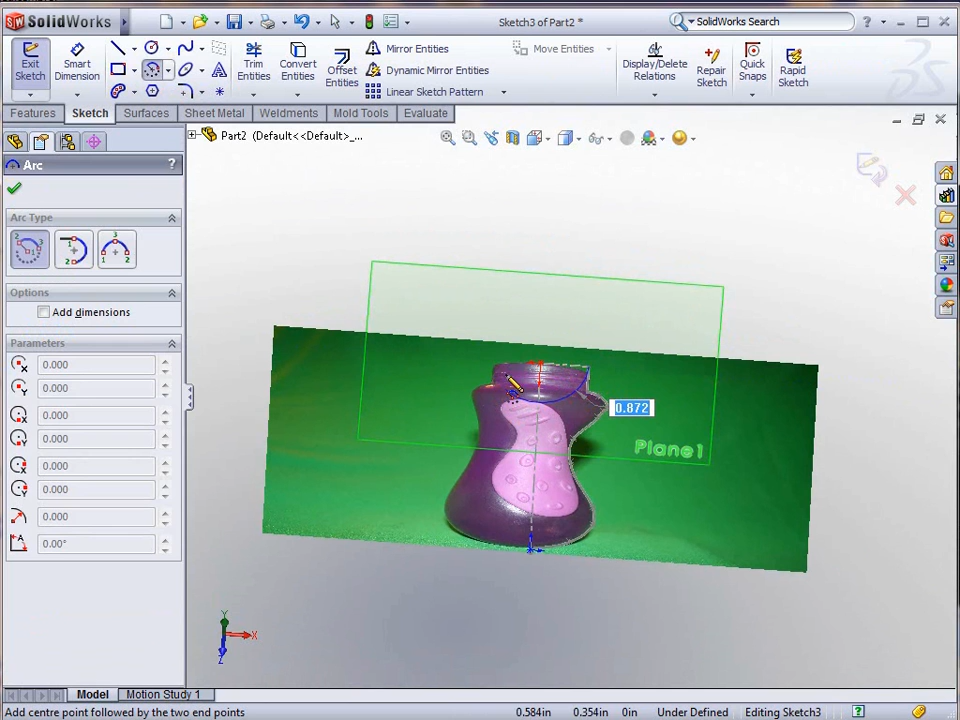 SolidWorks
Sketch3 of Part2 *
SolidWorks Search
Exit Sketch
Smart Dimension
Trim Entities
Convert Entities
Offset Entities
Mirror Entities
Dynamic Mirror Entities
Linear Sketch Pattern
Move Entities
Display/Delete Relations
Repair Sketch
Quick Snaps
Rapid Sketch
Features
Sketch
Surfaces
Sheet Metal
Weldments
Mold Tools
Evaluate
Part2 (Default<<Default>_...
Arc
?
Arc Type
Options
Add dimensions
Parameters
0.000
0.000
0.000
0.000
0.000
0.000
0.000
0.00°
0.872
Plane1
Y
X
Z
Model
Motion Study 1
Add centre point followed by the two end points
0.584in
0.354in
0in
Under Defined
Editing Sketch3